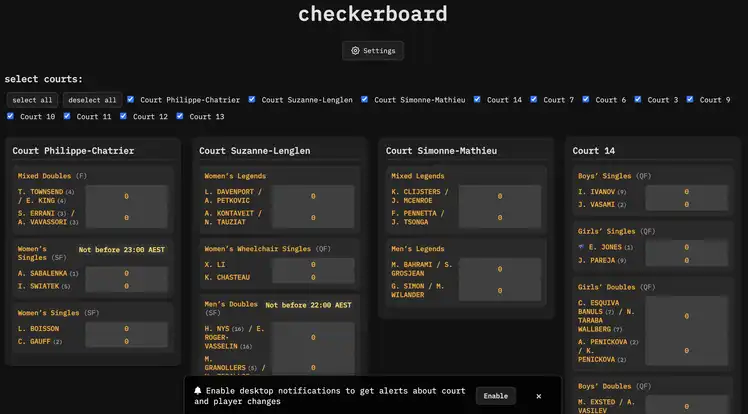 checkerboard
Settings
select courts:
select all
deselect all
Court Philippe-Chatrier
Court Suzanne-Lenglen
Court Simonne-Mathieu
Court 14
Court 7
Court 6
Court 3
Court 9
Court 10
Court 11
Court 12
Court 13
Court Philippe-Chatrier
Mixed Doubles (F)
T. TOWNSEND (4)
/ E. KING (4)
0
S. ERRANI (3) /
A. VAVASSORI (3)
0
Women's
Singles (SF)
Not before 23:00 AEST
A. SABALENKA (1)
0
I. SWIATEK (5)
0
Women's Singles (SF)
L. BOISSON
0
C. GAUFF (2)
0
Court Suzanne-Lenglen
Women's Legends
L. DAVENPORT /
A. PETKOVIC
0
A. KONTAVEIT /
N. TAUZIAT
0
Women's Wheelchair Singles (QF)
X. LI
0
K. CHASTEAU
0
Men's Doubles
(SF)
Not before 22:00 AEST
H. NYS (16) / E.
ROGER-
VASSELIN (16)
0
M.
GRANOLLERS (5) /
0
Court Simonne-Mathieu
Mixed Legends
K. CLIJSTERS /
J. MCENROE
0
F. PENNETTA /
J. TSONGA
0
Men's Legends
M. BAHRAMI / S.
GROSJEAN
0
G. SIMON / M.
WILANDER
0
Court 14
Boys' Singles (QF)
I. IVANOV (9)
0
J. VASAMI (2)
0
Girls' Singles (QF)
E. JONES (1)
0
J. PAREJA (9)
0
Girls' Doubles (QF)
C. ESQUIVA
BANULS (7) / N.
TARABA
WALLBERG (7)
0
A. PENICKOVA (2)
/ K.
PENICKOVA (2)
0
Boys' Doubles (QF)
M. EXSTED / A.
VASILEV
0
Enable desktop notifications to get alerts about court
and player changes
Enable
×